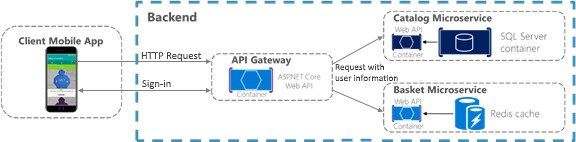 Backend
Client Mobile App
HTTP Request
Sign-in
API Gateway
ASP.NET Core
Web API
Container
Request with
user information
Catalog Microservice
Web API
Container
SQL Server
container
Basket Microservice
Web API
Container
Redis cache